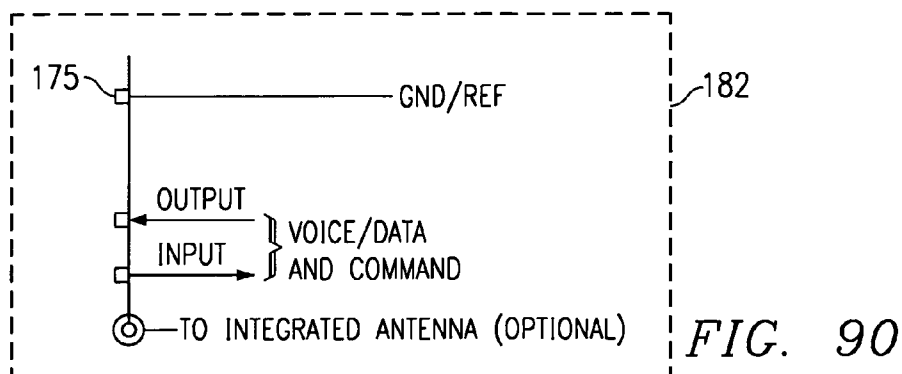 175
GND/REF
182
OUTPUT
VOICE/DATA
INPUT
AND COMMAND
TO INTEGRATED ANTENNA (OPTIONAL)
FIG. 90